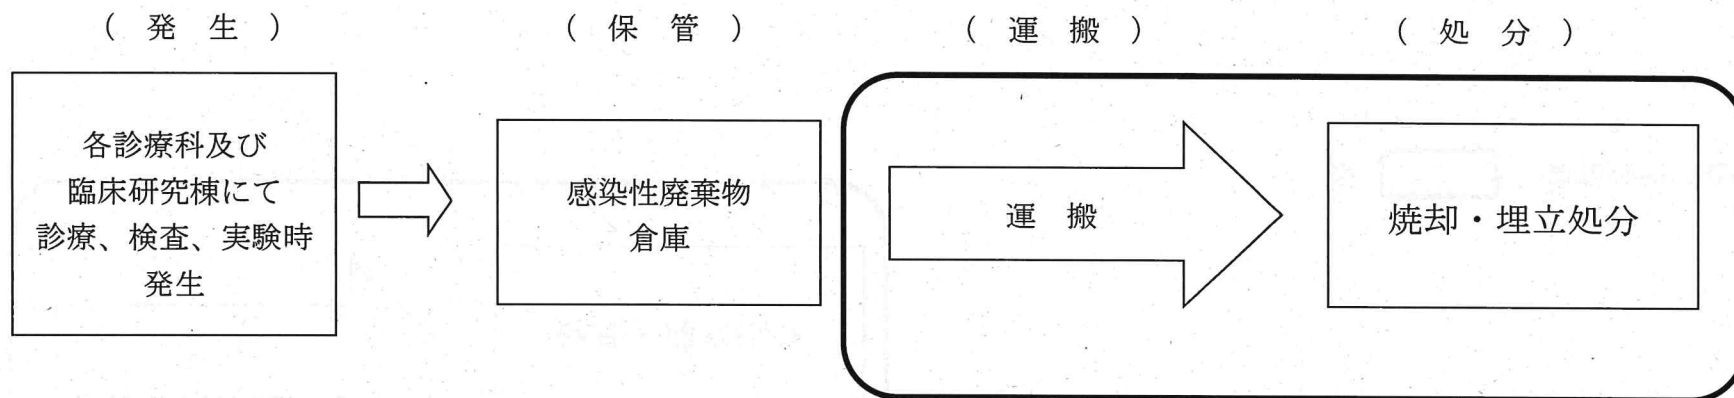 （発生）
（保管）
（運搬）
（処分）
各診療科及び
臨床研究棟にて
診療、検査、実験時
発生
感染性廃棄物
倉庫
運搬
焼却・埋立処分